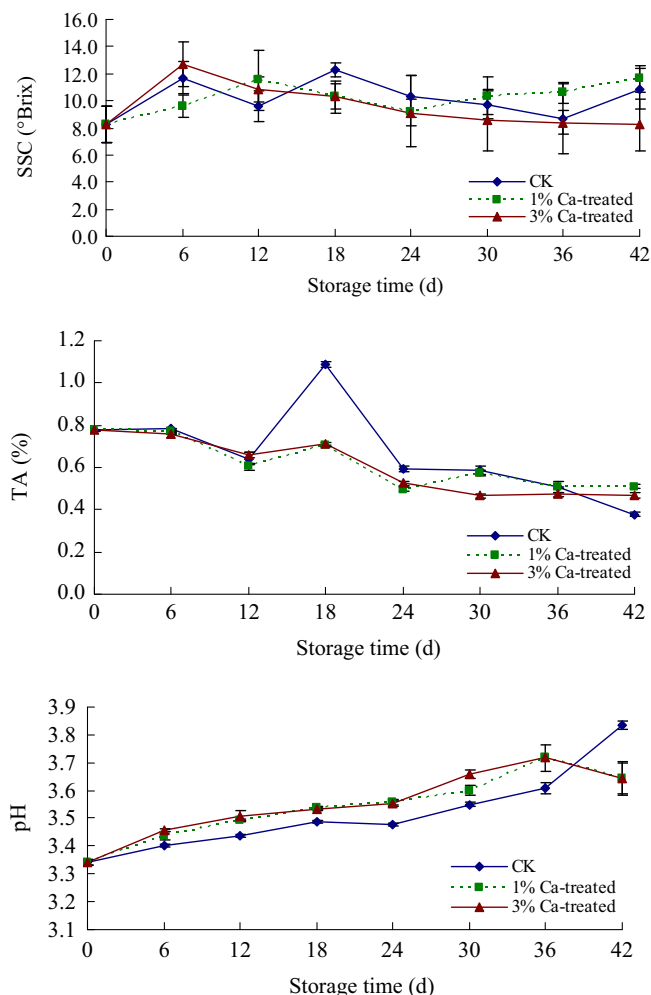 16.0
14.0
12.0
10.0
8.0
6.0
4.0
2.0
0.0
SSC (°Brix)
CK
1% Ca-treated
3% Ca-treated
0 6 12 18 24 30 36 42
Storage time (d)
1.2
1.0
0.8
0.6
0.4
0.2
0.0
TA (%)
CK
1% Ca-treated
3% Ca-treated
0 6 12 18 24 30 36 42
Storage time (d)
3.9
3.8
3.7
3.6
3.5
3.4
3.3
3.2
3.1
pH
CK
1% Ca-treated
3% Ca-treated
0 6 12 18 24 30 36 42
Storage time (d)